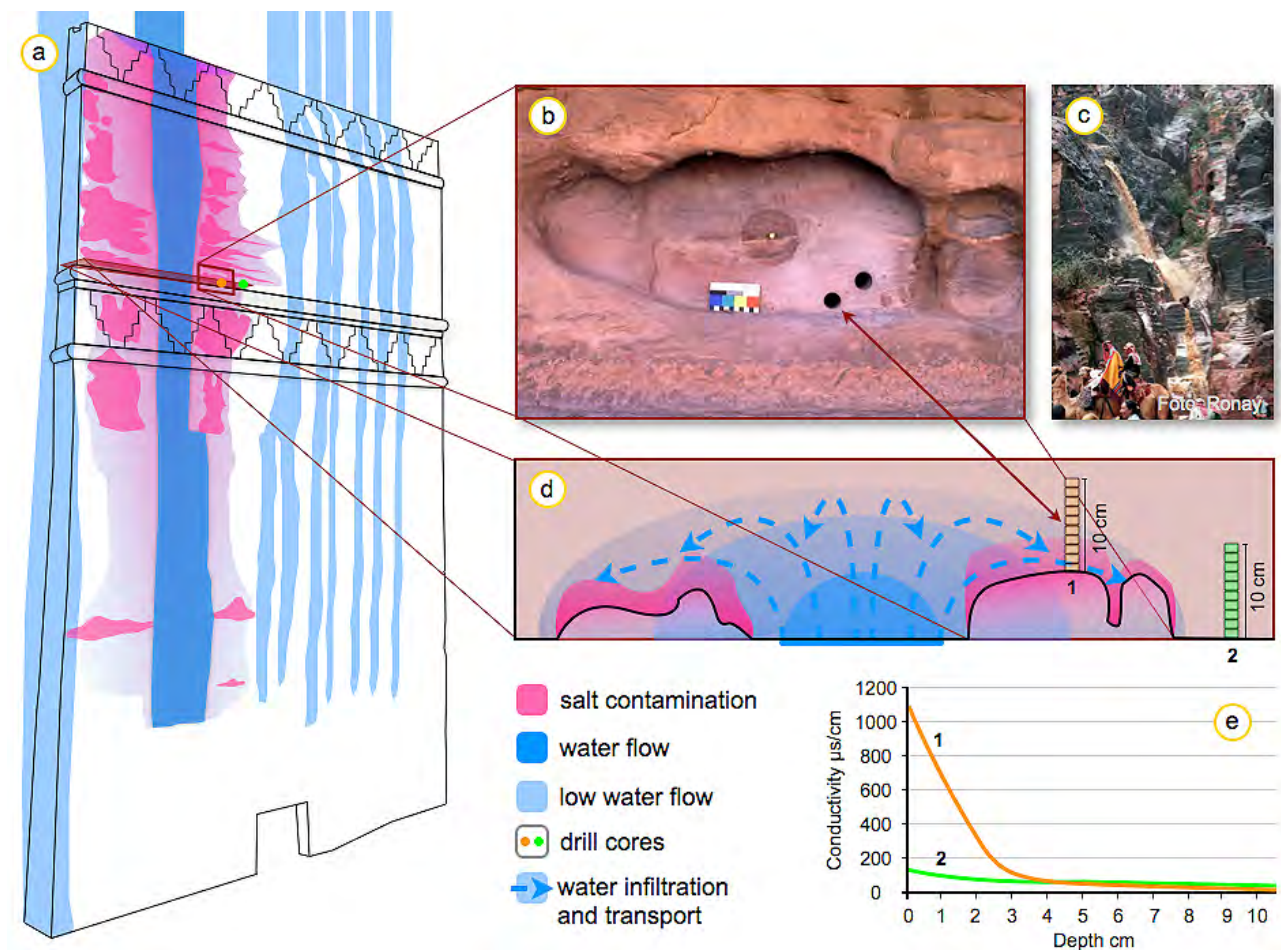 a
b
c
Foto: Ronay
d
10 cm
1
10 cm
2
salt contamination
water flow
low water flow
drill cores
water infiltration
and transport
e
1200
1000
800
600
400
200
0
Conductivity µs/cm
1
2
0 1 2 3 4 5 6 7 8 9 10
Depth cm